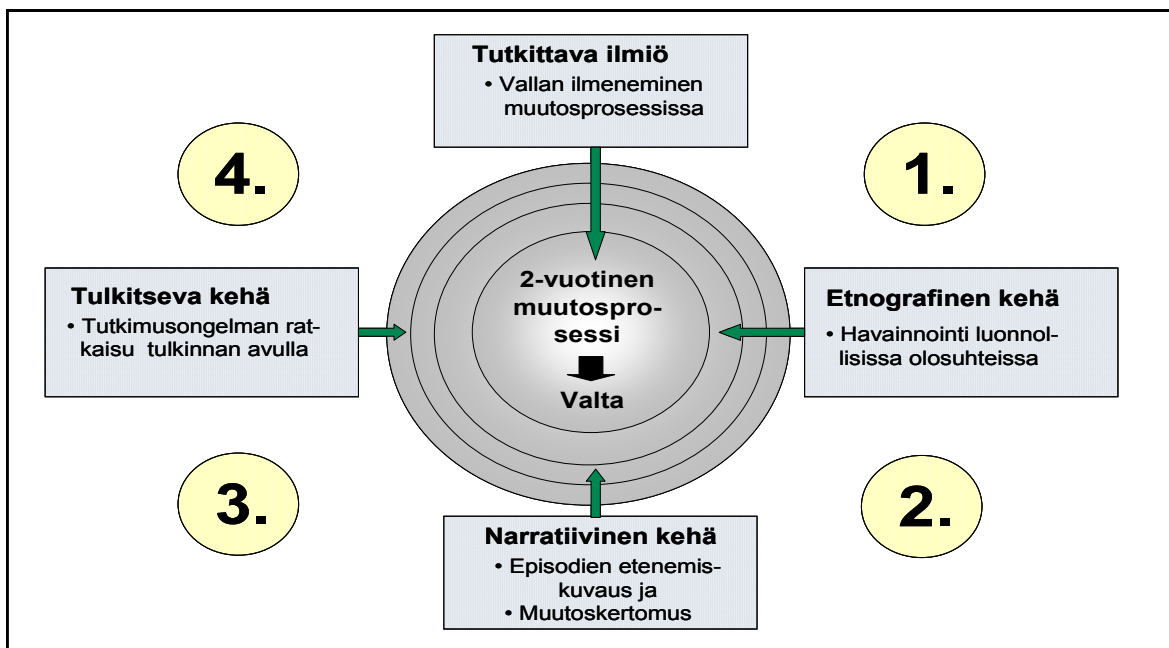 Tutkittava ilmiö
• Vallan ilmeneminen
muutosprosessissa
4.
1.
Tulkitseva kehä
• Tutkimusongelman rat-
kaisu tulkinnan avulla
2-vuotinen
muutospro-
sessi
Valta
Etnografinen kehä
• Havainnointi luonnol-
lisissa olosuhteissa
3.
2.
Narratiivinen kehä
• Episodien etenemis-
kuvaus ja
• Muutoskertomus